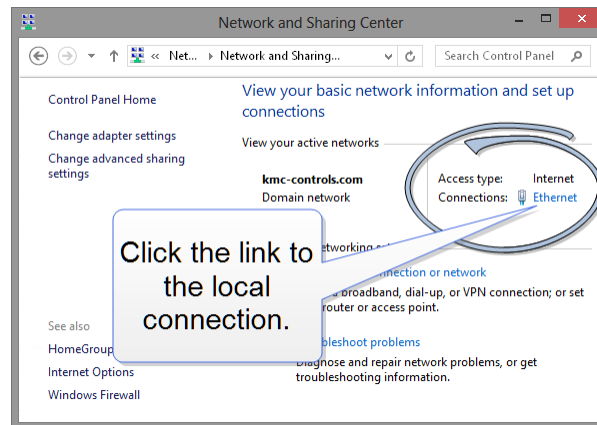 Network and Sharing Center
« Net... Network and Sharing...
Search Control Panel
Control Panel Home
Change adapter settings
Change advanced sharing
settings
See also
HomeGroup
Internet Options
Windows Firewall
View your basic network information and set up
connections
View your active networks
kmc-controls.com
Domain network
Access type: Internet
Connections: Ethernet
Click the link to
the local
connection.
or network
broadband, dial-up, or VPN connection; or set
router or access point.
problems
Diagnose and repair network problems, or get
troubleshooting information.